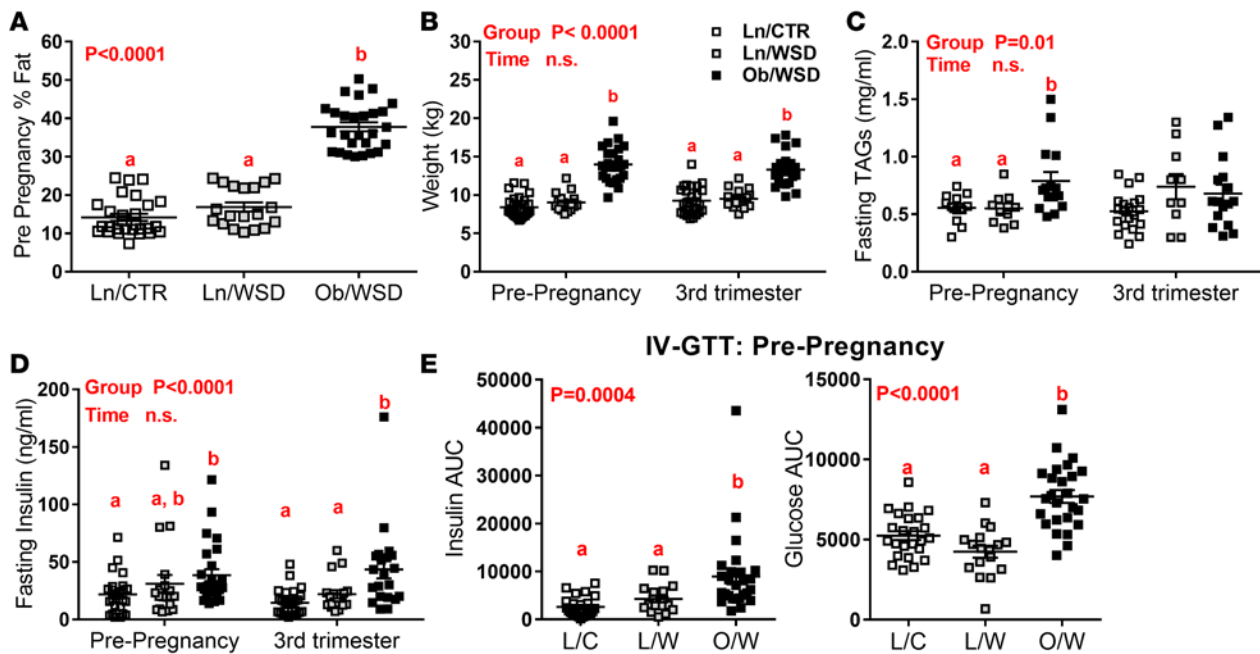 A
P<0.0001
Pre Pregnancy % Fat
60
50
40
30
20
10
0
a
a
b
Ln/CTR
Ln/WSD
Ob/WSD
B
Group P< 0.0001
Time n.s.
Ln/CTR
Ln/WSD
Ob/WSD
Weight (kg)
30
25
20
15
10
5
0
a
a
b
a
a
b
Pre-Pregnancy
3rd trimester
C
Group P=0.01
Time n.s.
Fasting TAGs (mg/ml)
2.0
1.5
1.0
0.5
0.0
a
a
b
Pre-Pregnancy
3rd trimester
D
Group P<0.0001
Time n.s.
Fasting Insulin (ng/ml)
200
150
100
50
0
a
a, b
b
a
a
b
Pre-Pregnancy
3rd trimester
E
IV-GTT: Pre-Pregnancy
P=0.0004
Insulin AUC
50000
40000
30000
20000
10000
0
a
a
b
L/C
L/W
O/W
P<0.0001
Glucose AUC
15000
10000
5000
0
a
a
b
L/C
L/W
O/W